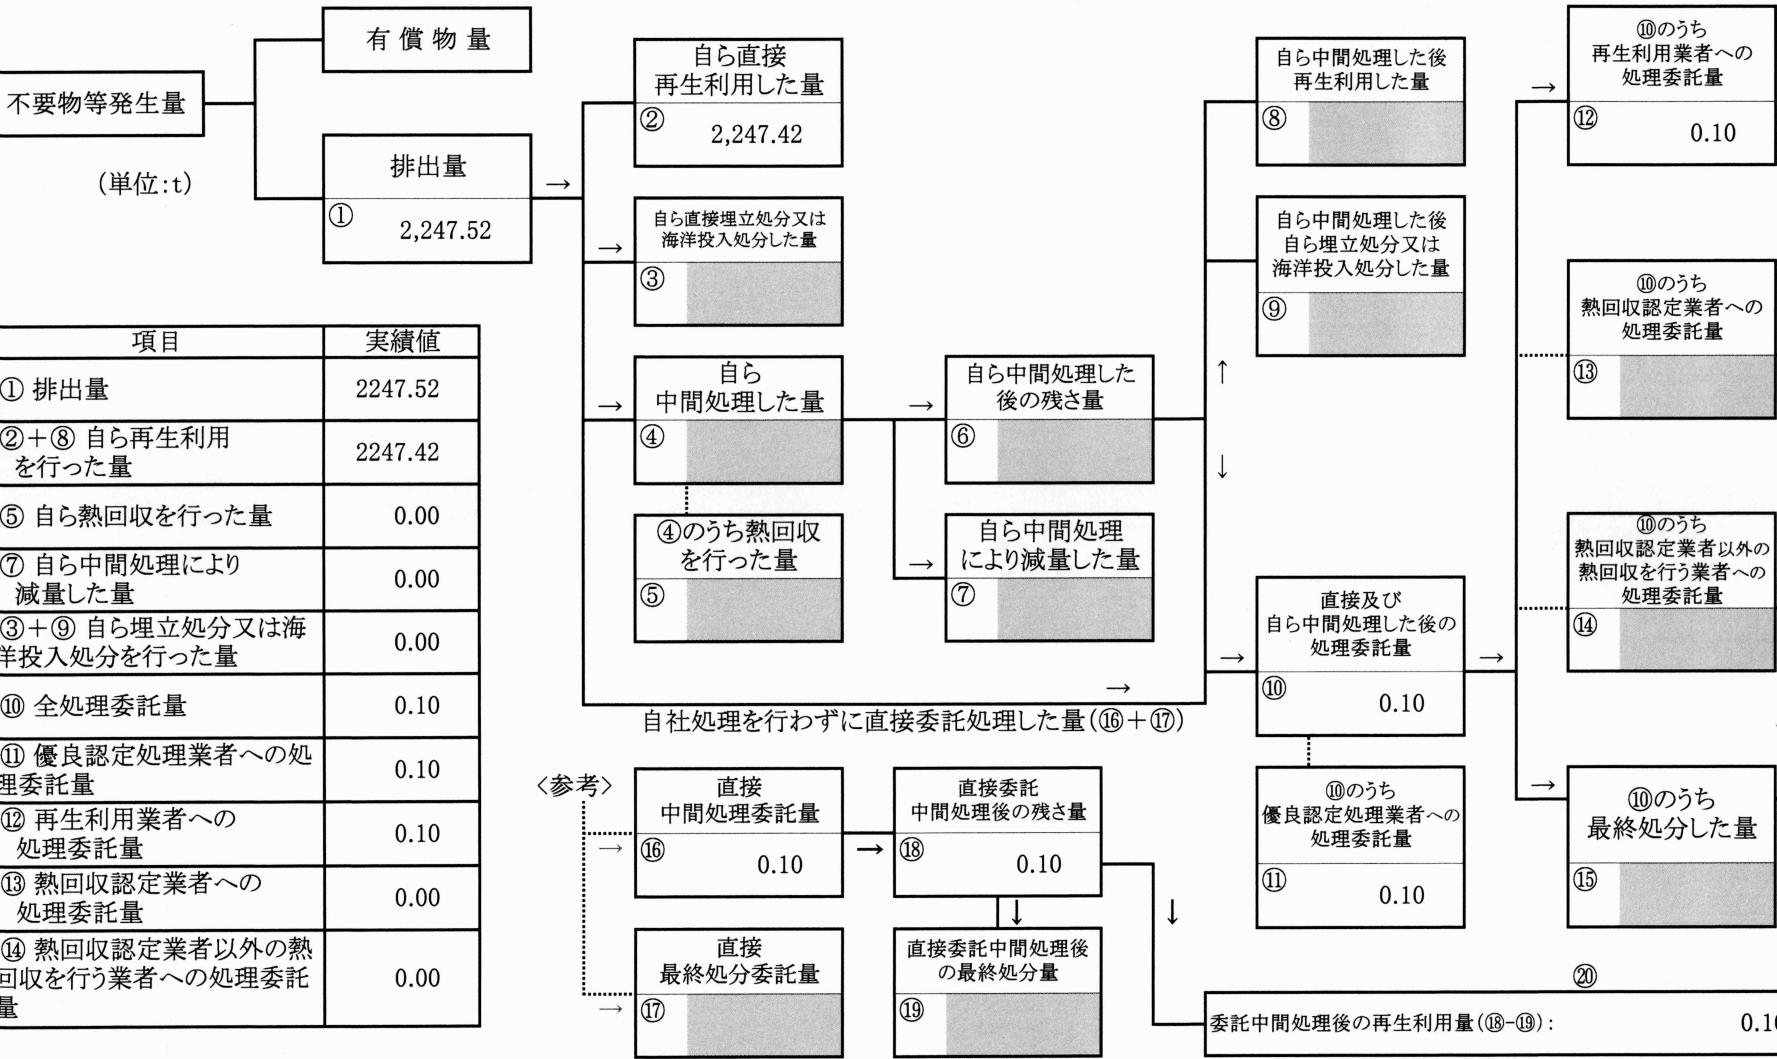 不要物等発生量
(単位:t)
有償物量
排出量
① 2,247.52
自ら直接
再生利用した量
② 2,247.42
自ら直接埋立処分又は
海洋投入処分した量
③
自ら
中間処理した量
④
④のうち熱回収
を行った量
⑤
自ら中間処理した
後の残さ量
⑥
自ら中間処理
により減量した量
⑦
自ら中間処理した後
再生利用した量
⑧
自ら中間処理した後
自ら埋立処分又は
海洋投入処分した量
⑨
直接及び
自ら中間処理した後の
処理委託量
⑩ 0.10
⑩のうち
優良認定処理業者への
処理委託量
⑪ 0.10
⑩のうち
再生利用業者への
処理委託量
⑫ 0.10
⑩のうち
熱回収認定業者への
処理委託量
⑬
⑩のうち
熱回収認定業者以外の
熱回収を行う業者への
処理委託量
⑭
⑩のうち
最終処分した量
⑮
自社処理を行わずに直接委託処理した量(⑯+⑰)
<参考>
直接
中間処理委託量
⑯ 0.10
直接
最終処分委託量
⑰
直接委託
中間処理後の残さ量
⑱ 0.10
直接委託中間処理後
の最終処分量
⑲
⑳
委託中間処理後の再生利用量(⑱-⑲): 0.10
項目 実績値
① 排出量 2247.52
②+⑧ 自ら再生利用
を行った量 2247.42
⑤ 自ら熱回収を行った量 0.00
⑦ 自ら中間処理により
減量した量 0.00
③+⑨ 自ら埋立処分又は海
洋投入処分を行った量 0.00
⑩ 全処理委託量 0.10
⑪ 優良認定処理業者への処
理委託量 0.10
⑫ 再生利用業者への
処理委託量 0.10
⑬ 熱回収認定業者への
処理委託量 0.00
⑭ 熱回収認定業者以外の熱
回収を行う業者への処理委託
量 0.00